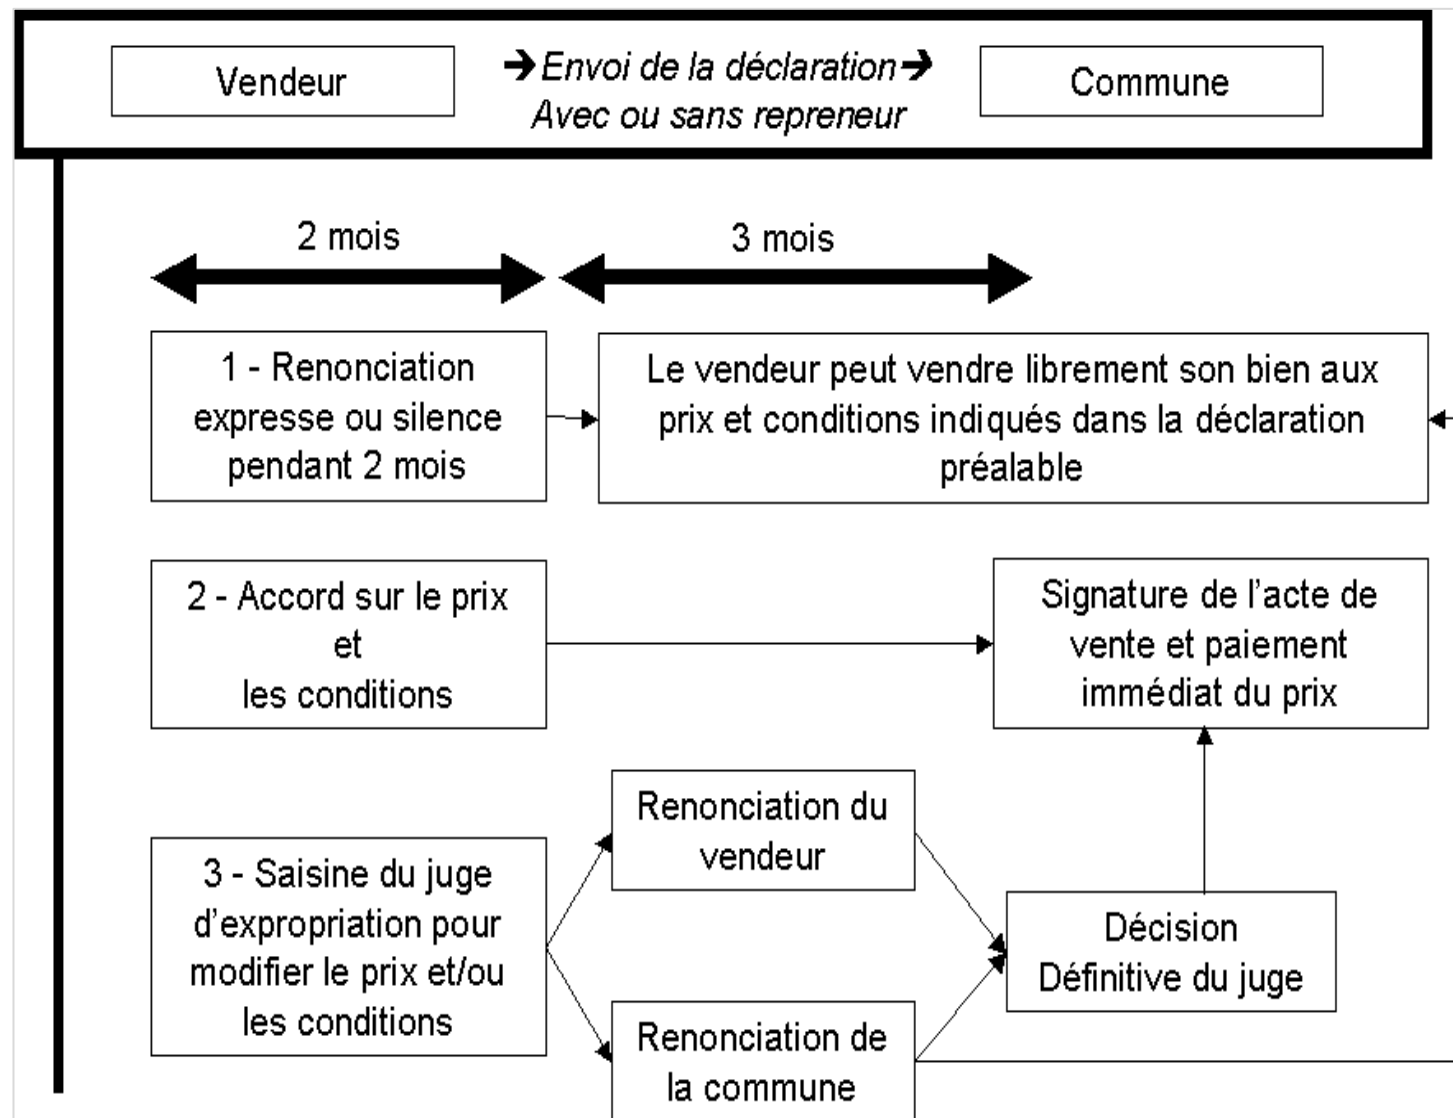 Vendeur
➔Envoi de la déclaration➔
Avec ou sans repreneur
Commune
2 mois
3 mois
1 - Renonciation
expresse ou silence
pendant 2 mois
Le vendeur peut vendre librement son bien aux
prix et conditions indiqués dans la déclaration
préalable
2 - Accord sur le prix
et
les conditions
Signature de l'acte de
vente et paiement
immédiat du prix
3 - Saisine du juge
d'expropriation pour
modifier le prix et/ou
les conditions
Renonciation du
vendeur
Renonciation de
la commune
Décision
Définitive du juge